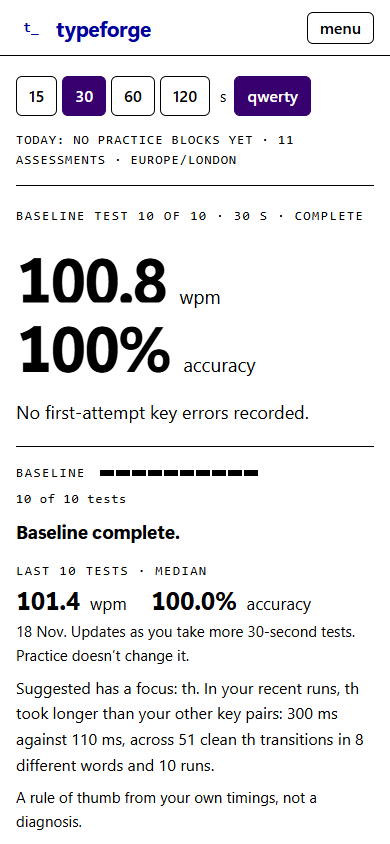 t_ typeforge menu
15 30 60 120 s qwerty
TODAY: NO PRACTICE BLOCKS YET · 11
ASSESSMENTS · EUROPE/LONDON
BASELINE TEST 10 OF 10 · 30 S · COMPLETE
100.8 wpm
100% accuracy
No first-attempt key errors recorded.
BASELINE
10 of 10 tests
Baseline complete.
LAST 10 TESTS · MEDIAN
101.4 wpm 100.0% accuracy
18 Nov. Updates as you take more 30-second tests.
Practice doesn’t change it.
Suggested has a focus: th. In your recent runs, th
took longer than your other key pairs: 300 ms
against 110 ms, across 51 clean th transitions in 8
different words and 10 runs.
A rule of thumb from your own timings, not a
diagnosis.